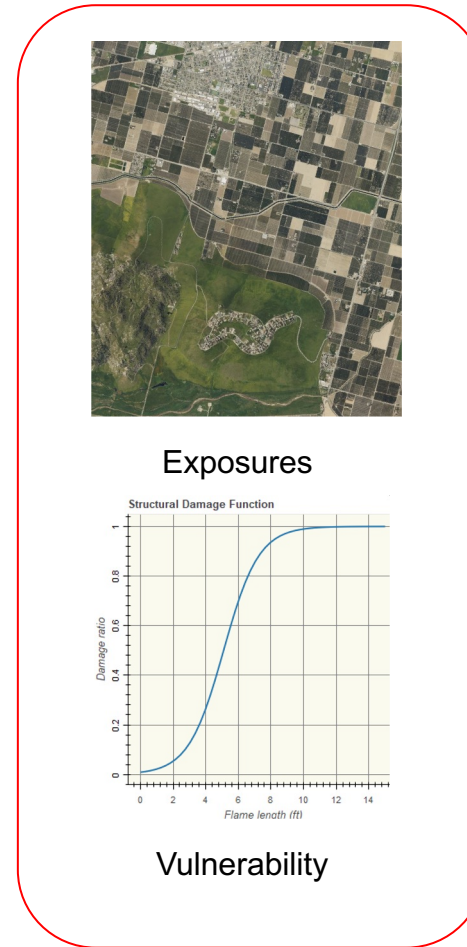 Exposures
Structural Damage Function
1
0.8
0.6
0.4
0.2
0
Damage ratio
0 2 4 6 8 10 12 14
Flame length (ft)
Vulnerability